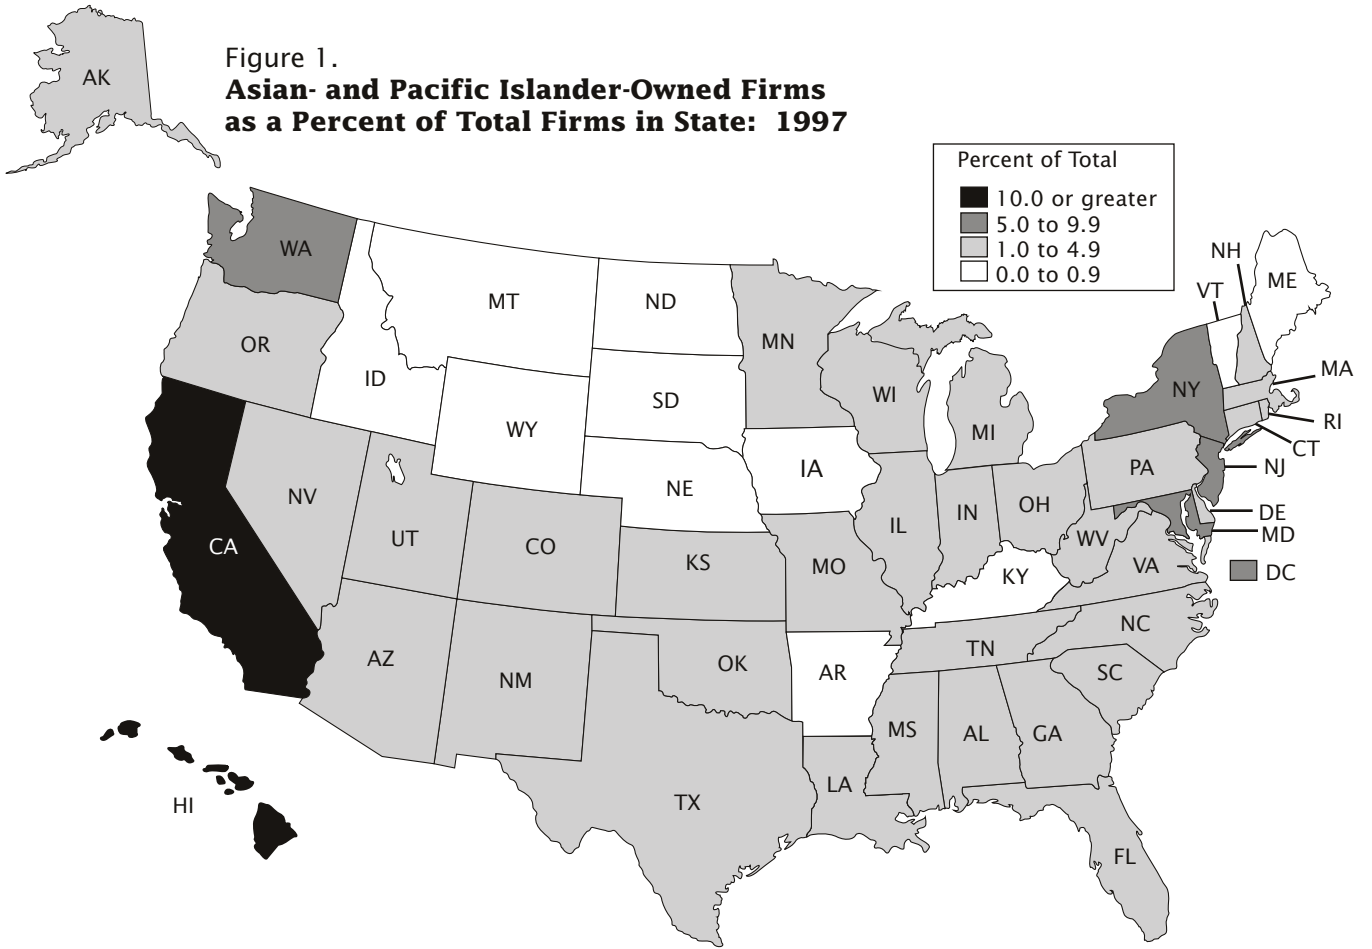 Figure 1.
Asian- and Pacific Islander-Owned Firms
as a Percent of Total Firms in State: 1997
Percent of Total
10.0 or greater
5.0 to 9.9
1.0 to 4.9
0.0 to 0.9
AK
WA
MT
ND
MN
OR
ID
WY
SD
WI
MI
NY
VT
NH
ME
MA
RI
CT
NJ
DE
MD
DC
PA
NE
IA
NV
UT
CO
CA
KS
MO
IL
IN
OH
WV
VA
KY
AZ
NM
OK
AR
TN
NC
SC
MS
AL
GA
TX
LA
FL
HI